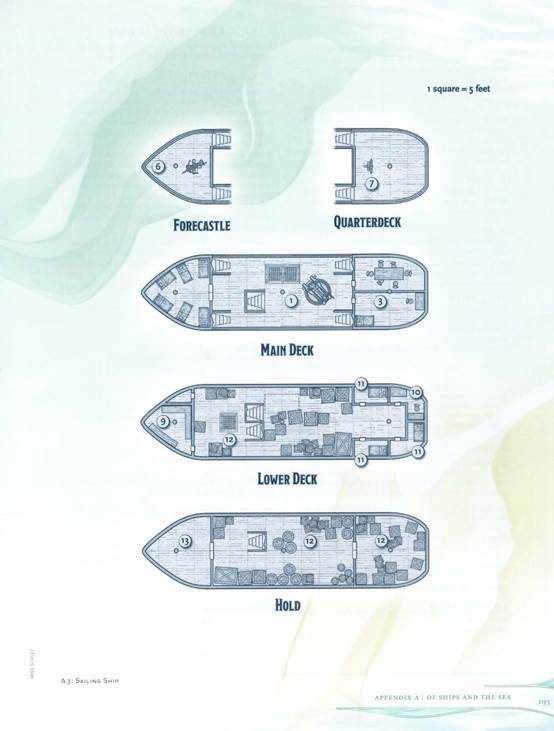 1 square = 5 feet
6
7
Forecastle
Quarterdeck
1
3
Main Deck
11
10
9
12
11
11
Lower Deck
13
12
12
Hold
MIKE SCHLEY
A3: Sailing Ship
APPENDIX A | OF SHIPS AND THE SEA
193